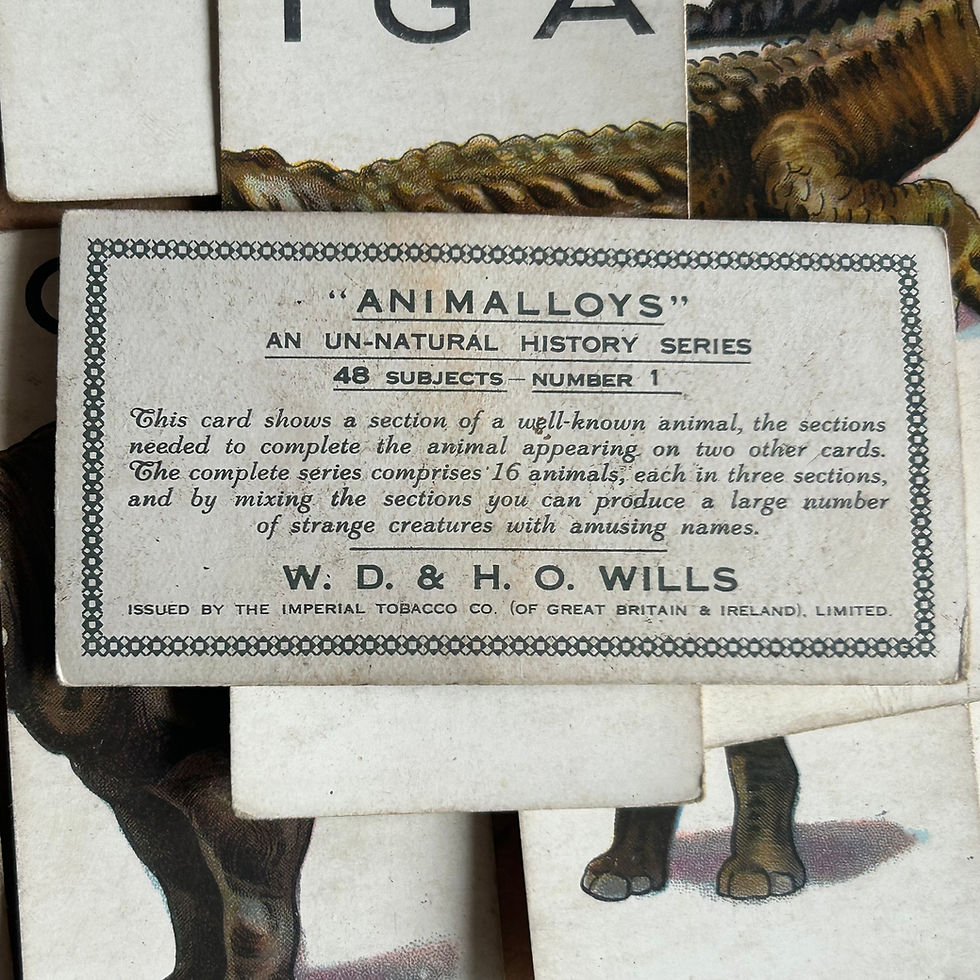 IGA
"ANIMALLOYS"
AN UN-NATURAL HISTORY SERIES
48 SUBJECTS — NUMBER 1
This card shows a section of a well-known animal, the sections
needed to complete the animal appearing on two other cards.
The complete series comprises 16 animals, each in three sections,
and by mixing the sections you can produce a large number
of strange creatures with amusing names.
W. D. & H. O. WILLS
ISSUED BY THE IMPERIAL TOBACCO CO. (OF GREAT BRITAIN & IRELAND), LIMITED.